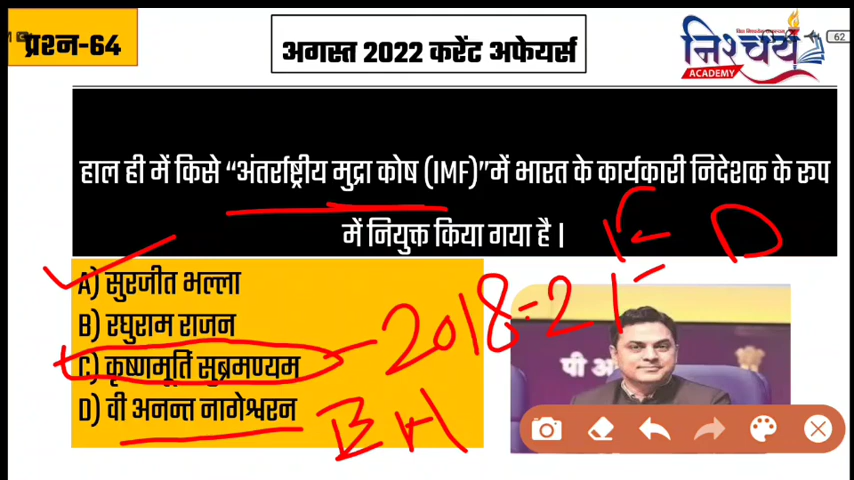 प्रश्न-64
अगस्त 2022 करेंट अफेयर्स
निश्चय
ACADEMY
62
हाल ही में किसे “अंतर्राष्ट्रीय मुद्रा कोष (IMF)”में भारत के कार्यकारी निदेशक के रूप
में नियुक्त किया गया है ।
A) सुरजीत भल्ला
B) रघुराम राजन
C) कृष्णमूर्ति सुब्रमण्यम
D) वी अनन्त नागेश्वरन
2018-21
D
पी अ